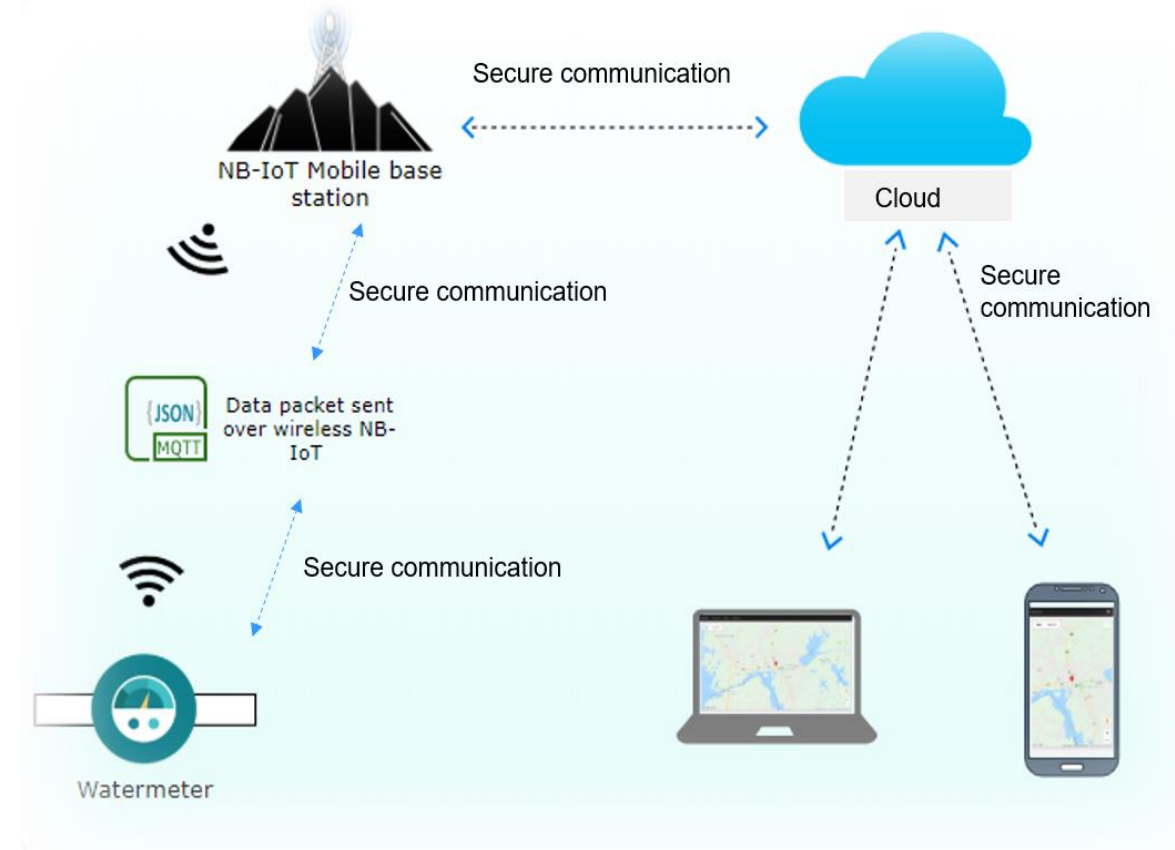 Secure communication
NB-IoT Mobile base
station
Cloud
Secure communication
Secure
communication
{JSON}
MQTT
Data packet sent
over wireless NB-
IoT
Secure communication
Watermeter